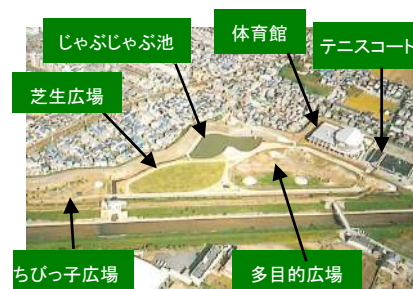 じゃぶじゃぶ池
体育館
テニスコート
芝生広場
ちびっ子広場
多目的広場